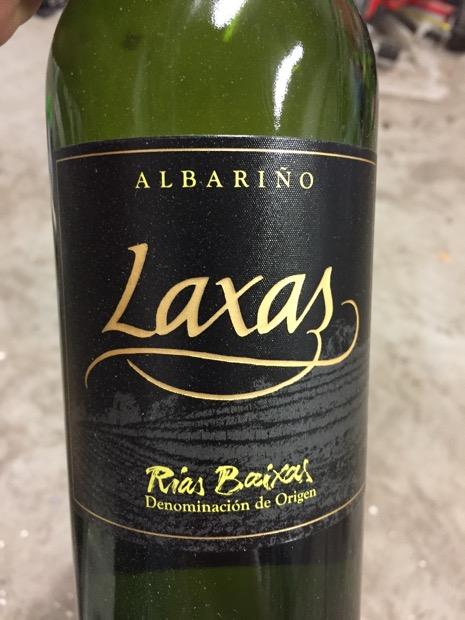 ALBARIÑO
Laxas
Rías Baixas
Denominación de Origen